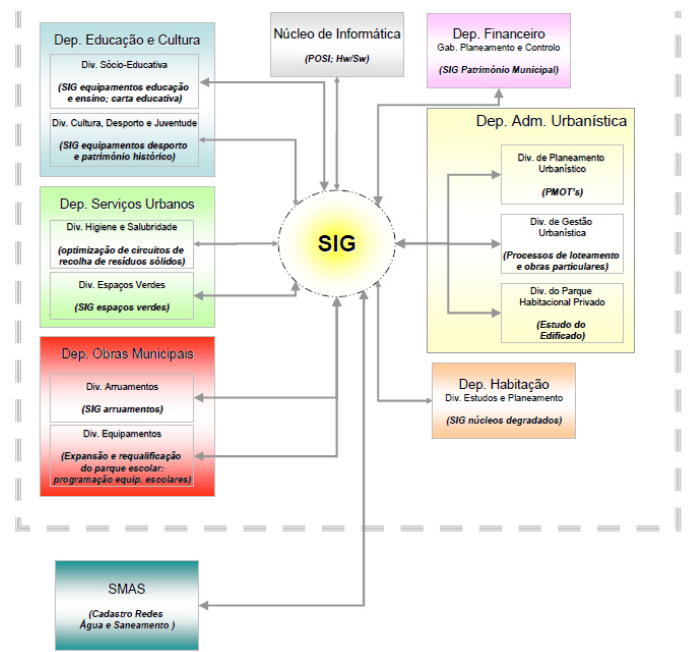 Dep. Educação e Cultura
Div. Sócio-Educativa
(SIG equipamentos educação
e ensino; carta educativa)
Div. Cultura, Desporto e Juventude
(SIG equipamentos desporto
e património histórico)
Núcleo de Informática
(POSI; Hw/Sw)
Dep. Financeiro
Gab. Planeamento e Controlo
(SIG Património Municipal)
Dep. Adm. Urbanística
Div. de Planeamento
Urbanístico
(PMOT's)
Div. de Gestão
Urbanística
(Processos de loteamento
e obras particulares)
Div. do Parque
Habitacional Privado
(Estudo do
Edificado)
Dep. Serviços Urbanos
Div. Higiene e Salubridade
(optimização de circuitos de
recolha de resíduos sólidos)
Div. Espaços Verdes
(SIG espaços verdes)
SIG
Dep. Obras Municipais
Div. Arruamentos
(SIG arruamentos)
Div. Equipamentos
(Expansão e requalificação
do parque escolar:
programação equip. escolares)
Dep. Habitação
Div. Estudos e Planeamento
(SIG núcleos degradados)
SMAS
(Cadastro Redes
Água e Saneamento )